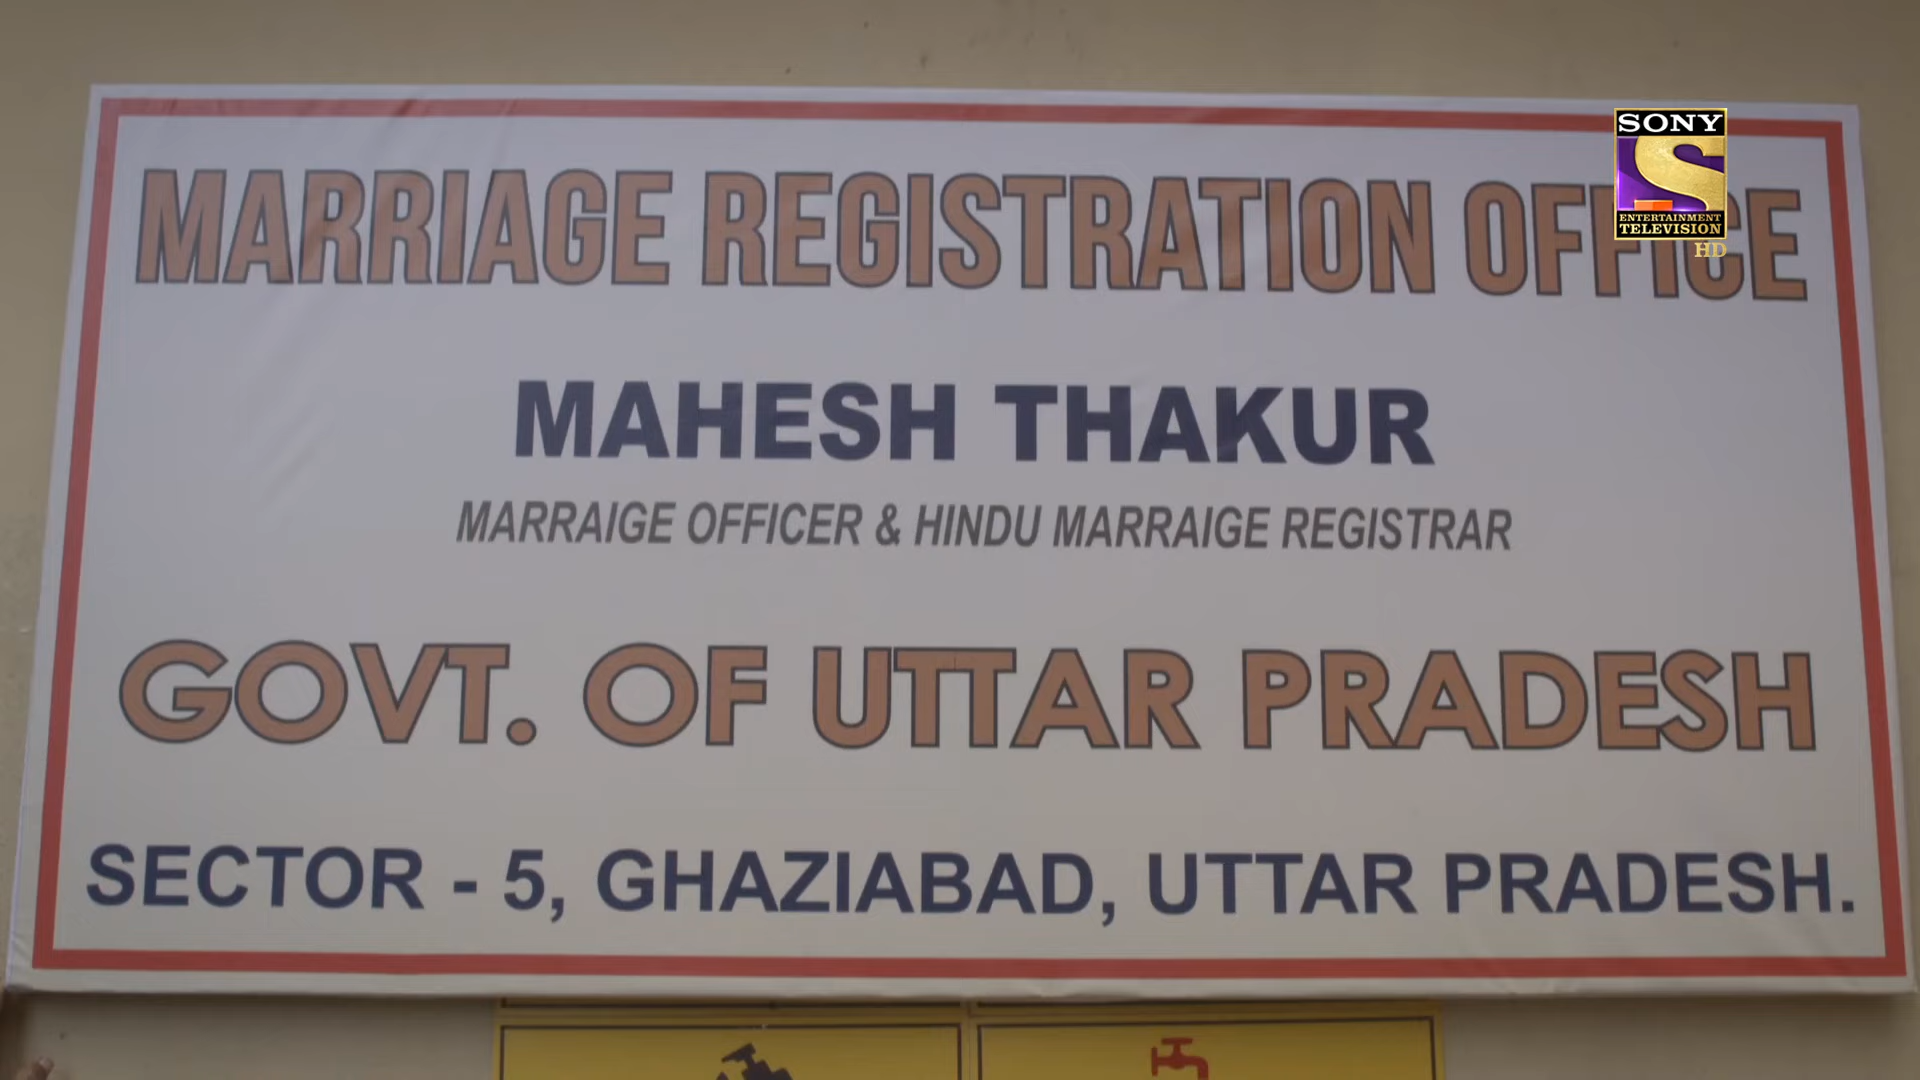 MARRIAGE REGISTRATION OFFICE
MAHESH THAKUR
MARRAIGE OFFICER & HINDU MARRAIGE REGISTRAR
GOVT. OF UTTAR PRADESH
SECTOR - 5, GHAZIABAD, UTTAR PRADESH.
SONY
ENTERTAINMENT
TELEVISION
HD